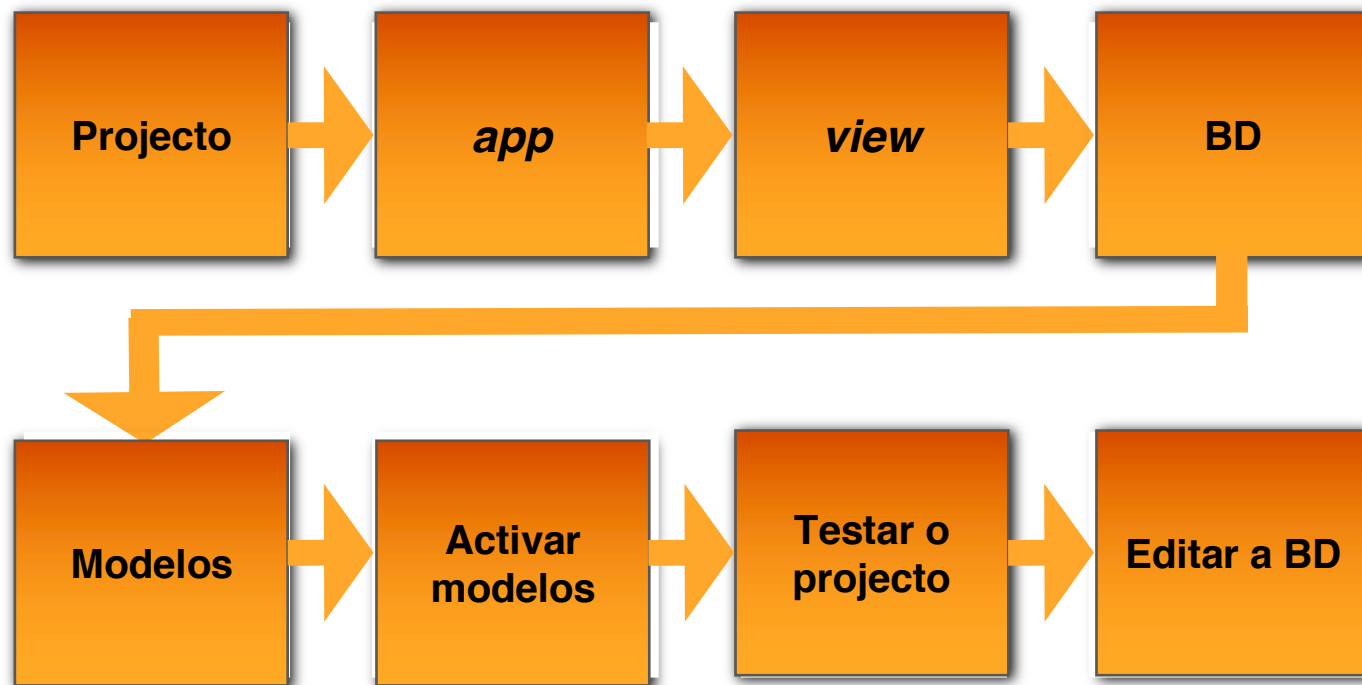 Projecto
app
view
BD
Modelos
Activar
modelos
Testar o
projecto
Editar a BD